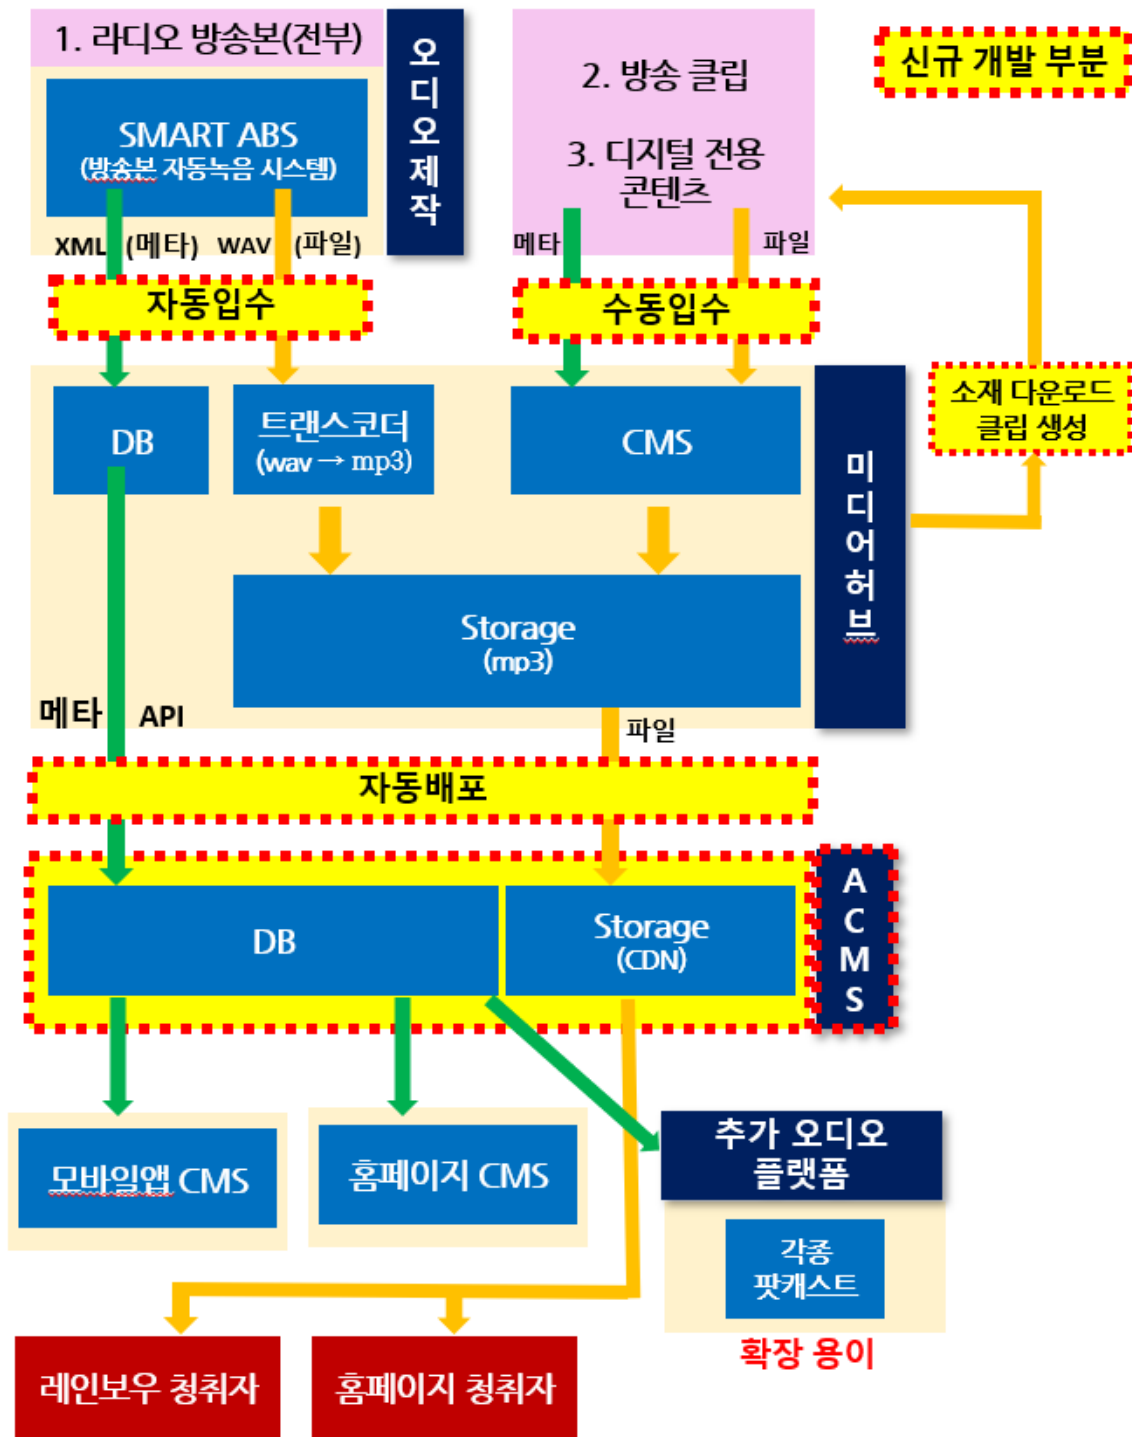 1. 라디오 방송본(전부)
오디오제작
SMART ABS
(방송본 자동녹음 시스템)
XML (메타) WAV (파일)
2. 방송 클립
3. 디지털 전용
콘텐츠
메타 파일
신규 개발 부분
자동입수
수동입수
소재 다운로드
클립 생성
DB
트랜스코더
(wav → mp3)
CMS
미디어허브
Storage
(mp3)
메타 API
파일
자동배포
DB
Storage
(CDN)
ACMS
모바일앱 CMS
홈페이지 CMS
추가 오디오
플랫폼
각종
팟캐스트
확장 용이
레인보우 청취자
홈페이지 청취자